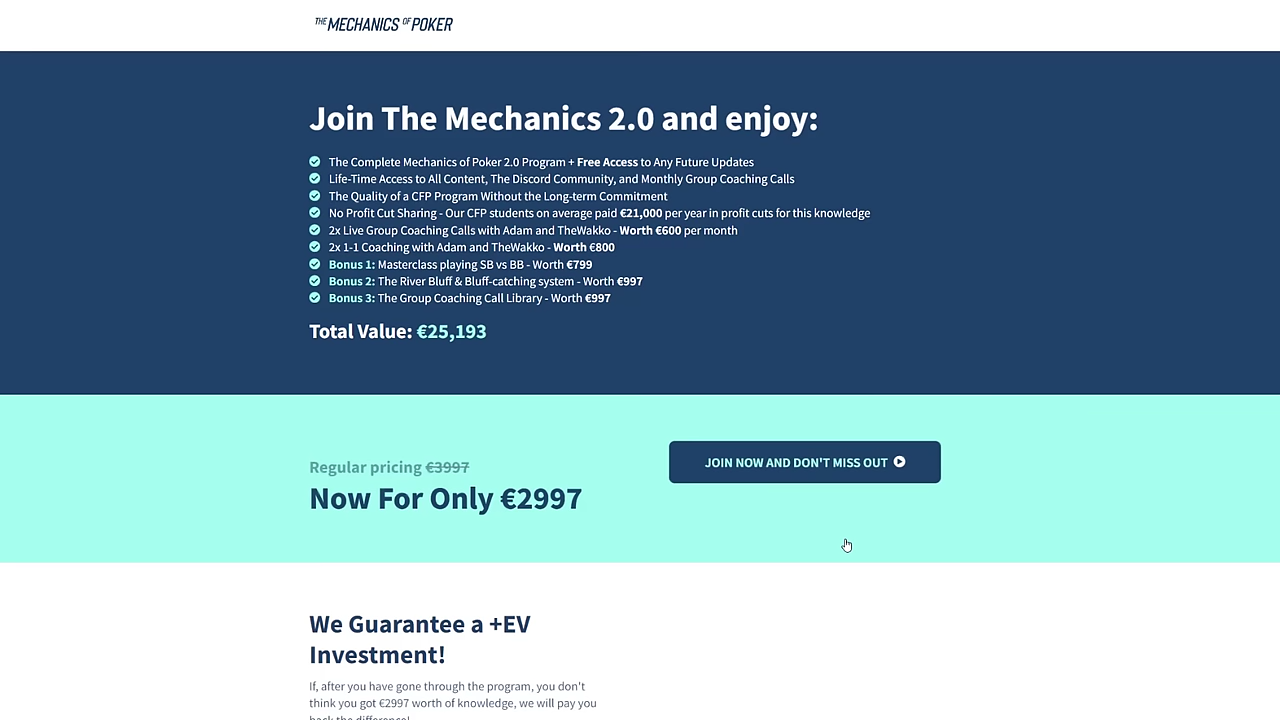 THE MECHANICS OF POKER
Join The Mechanics 2.0 and enjoy:
The Complete Mechanics of Poker 2.0 Program + Free Access to Any Future Updates
Life-Time Access to All Content, The Discord Community, and Monthly Group Coaching Calls
The Quality of a CFP Program Without the Long-term Commitment
No Profit Cut Sharing - Our CFP students on average paid €21,000 per year in profit cuts for this knowledge
2x Live Group Coaching Calls with Adam and TheWakko - Worth €600 per month
2x 1-1 Coaching with Adam and TheWakko - Worth €800
Bonus 1: Masterclass playing SB vs BB - Worth €799
Bonus 2: The River Bluff & Bluff-catching system - Worth €997
Bonus 3: The Group Coaching Call Library - Worth €997
Total Value: €25,193
Regular pricing €3997
Now For Only €2997
JOIN NOW AND DON'T MISS OUT
We Guarantee a +EV
Investment!
If, after you have gone through the program, you don't
think you got €2997 worth of knowledge, we will pay you
back the difference!